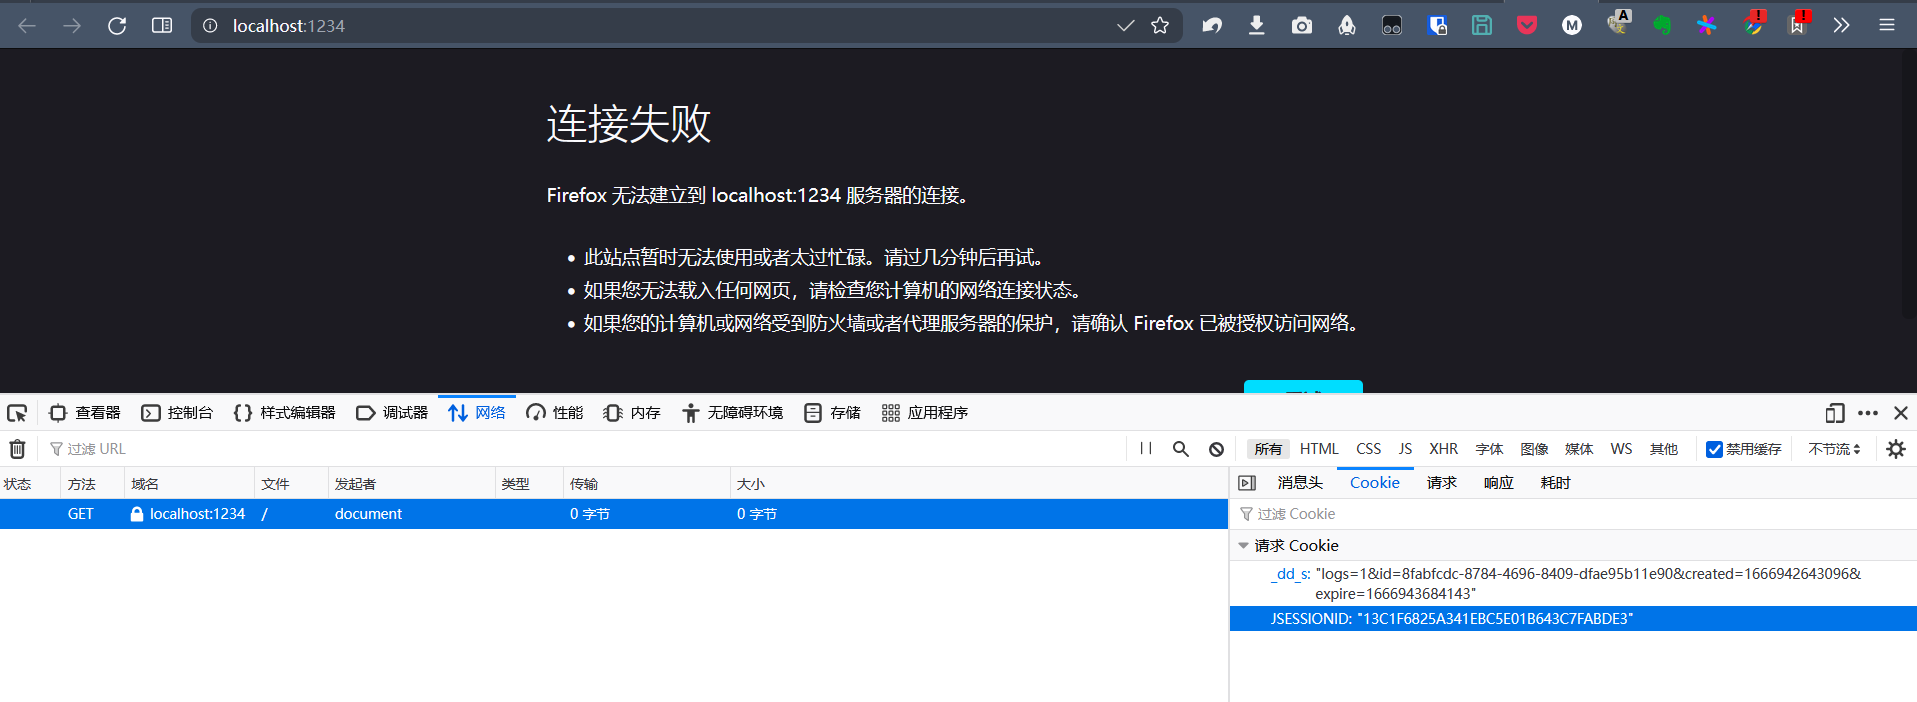 localhost:1234
连接失败
Firefox 无法建立到 localhost:1234 服务器的连接。
此站点暂时无法使用或者太过忙碌。请过几分钟后再试。
如果您无法载入任何网页，请检查您计算机的网络连接状态。
如果您的计算机或网络受到防火墙或者代理服务器的保护，请确认 Firefox 已被授权访问网络。
查看器 控制台 样式编辑器 调试器 网络 性能 内存 无障碍环境 存储 应用程序
过滤 URL 所有 HTML CSS JS XHR 字体 图像 媒体 WS 其他 禁用缓存 不节流
状态 方法 域名 文件 发起者 类型 传输 大小
GET localhost:1234 / document 0 字节 0 字节
消息头 Cookie 请求 响应 耗时
过滤 Cookie
请求 Cookie
_dd_s: "logs=1&id=8fabfcdc-8784-4696-8409-dfae95b11e90&created=1666942643096&
expire=1666943684143"
JSESSIONID: "13C1F6825A341EBC5E01B643C7FABDE3"